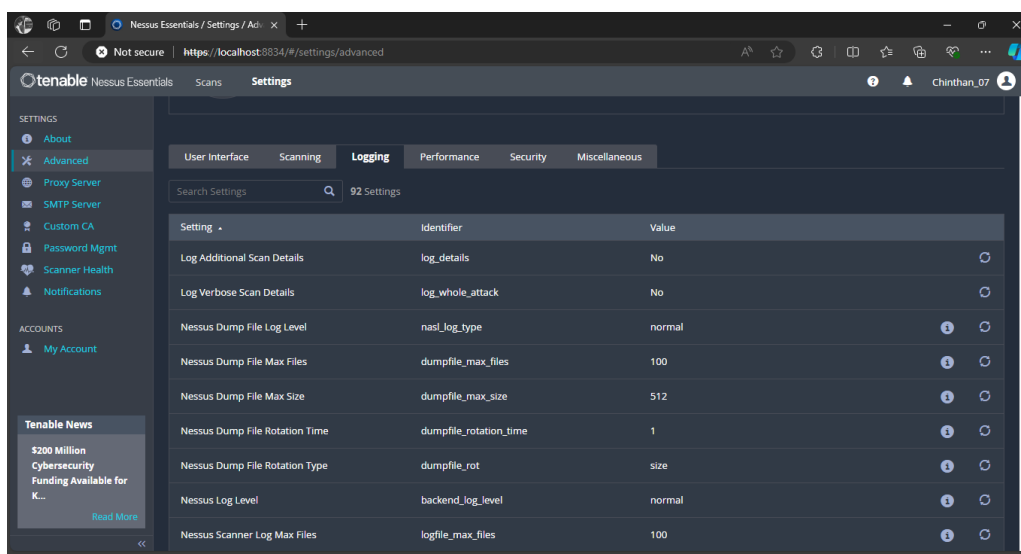 Nessus Essentials / Settings / Adv
Not secure https://localhost:8834/#/settings/advanced
tenable Nessus Essentials Scans Settings Chinthan_07
SETTINGS
About
Advanced
Proxy Server
SMTP Server
Custom CA
Password Mgmt
Scanner Health
Notifications
ACCOUNTS
My Account
Tenable News
$200 Million
Cybersecurity
Funding Available for
K...
Read More
User Interface Scanning Logging Performance Security Miscellaneous
Search Settings 92 Settings
Setting Identifier Value
Log Additional Scan Details log_details No
Log Verbose Scan Details log_whole_attack No
Nessus Dump File Log Level nasl_log_type normal
Nessus Dump File Max Files dumpfile_max_files 100
Nessus Dump File Max Size dumpfile_max_size 512
Nessus Dump File Rotation Time dumpfile_rotation_time 1
Nessus Dump File Rotation Type dumpfile_rot size
Nessus Log Level backend_log_level normal
Nessus Scanner Log Max Files logfile_max_files 100